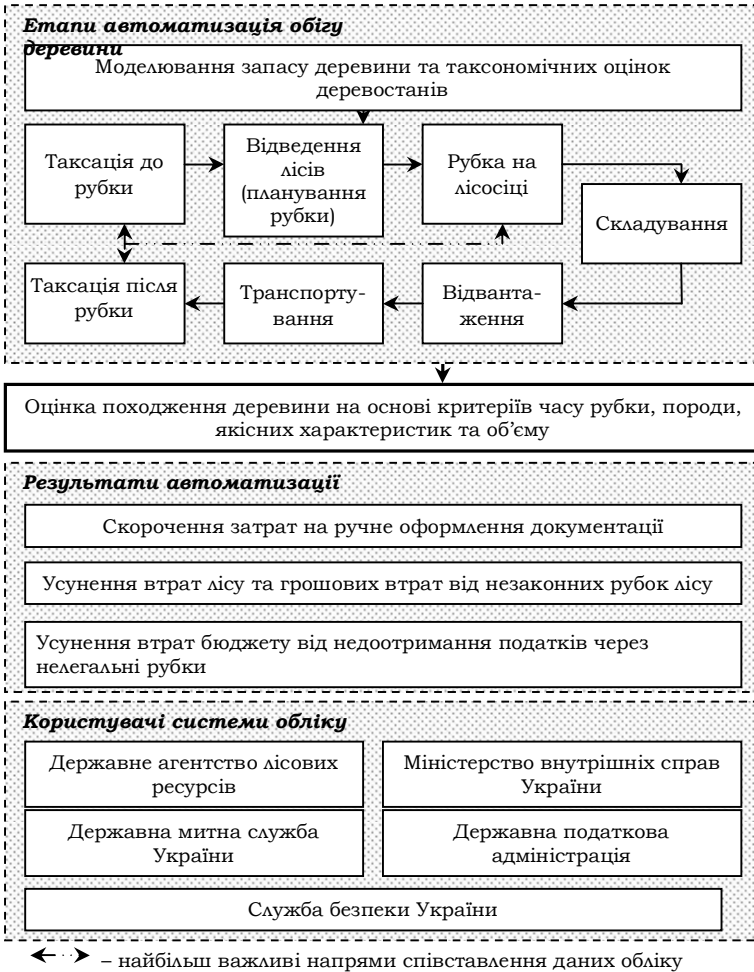 Етапи автоматизація обігу
деревини
Моделювання запасу деревини та таксономічних оцінок
деревостанів
Таксація до
рубки
Відведення
лісів
(планування
рубки)
Рубка на
лісосіці
Складування
Таксація після
рубки
Транспорту-
вання
Відванта-
ження
Оцінка походження деревини на основі критеріїв часу рубки, породи,
якісних характеристик та об’єму
Результати автоматизації
Скорочення затрат на ручне оформлення документації
Усунення втрат лісу та грошових втрат від незаконних рубок лісу
Усунення втрат бюджету від недоотримання податків через
нелегальні рубки
Користувачі системи обліку
Державне агентство лісових
ресурсів
Міністерство внутрішніх справ
України
Державна митна служба
України
Державна податкова
адміністрація
Служба безпеки України
– найбільш важливі напрями співставлення даних обліку